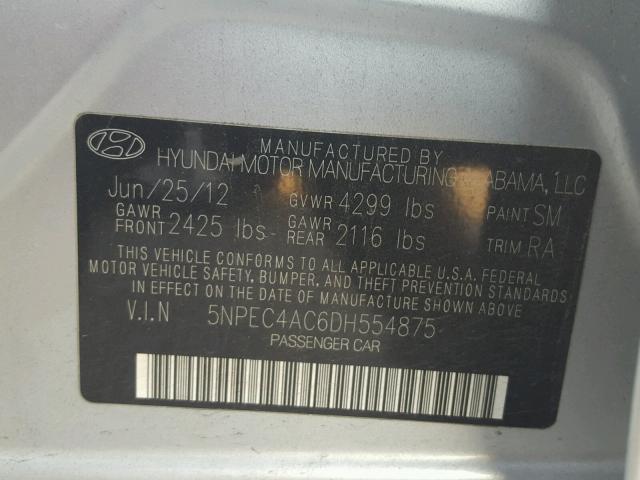 MANUFACTURED BY
HYUNDAI MOTOR MANUFACTURING ABAMA, LLC
Jun/25/12 GVWR 4299 lbs PAINT SM
GAWR FRONT 2425 lbs GAWR REAR 2116 lbs TRIM RA
THIS VEHICLE CONFORMS TO ALL APPLICABLE U.S.A. FEDERAL
MOTOR VEHICLE SAFETY, BUMPER, AND THEFT PREVENTION STANDARDS
IN EFFECT ON THE DATE OF MANUFACTURE SHOWN ABOVE
V.I.N 5NPEC4AC6DH554875
PASSENGER CAR